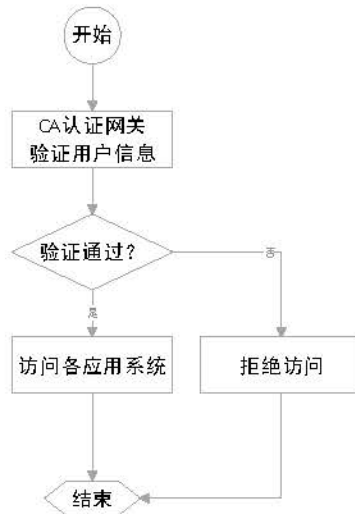 开始
CA认证网关
验证用户信息
验证通过?
否
是
访问各应用系统
拒绝访问
结束